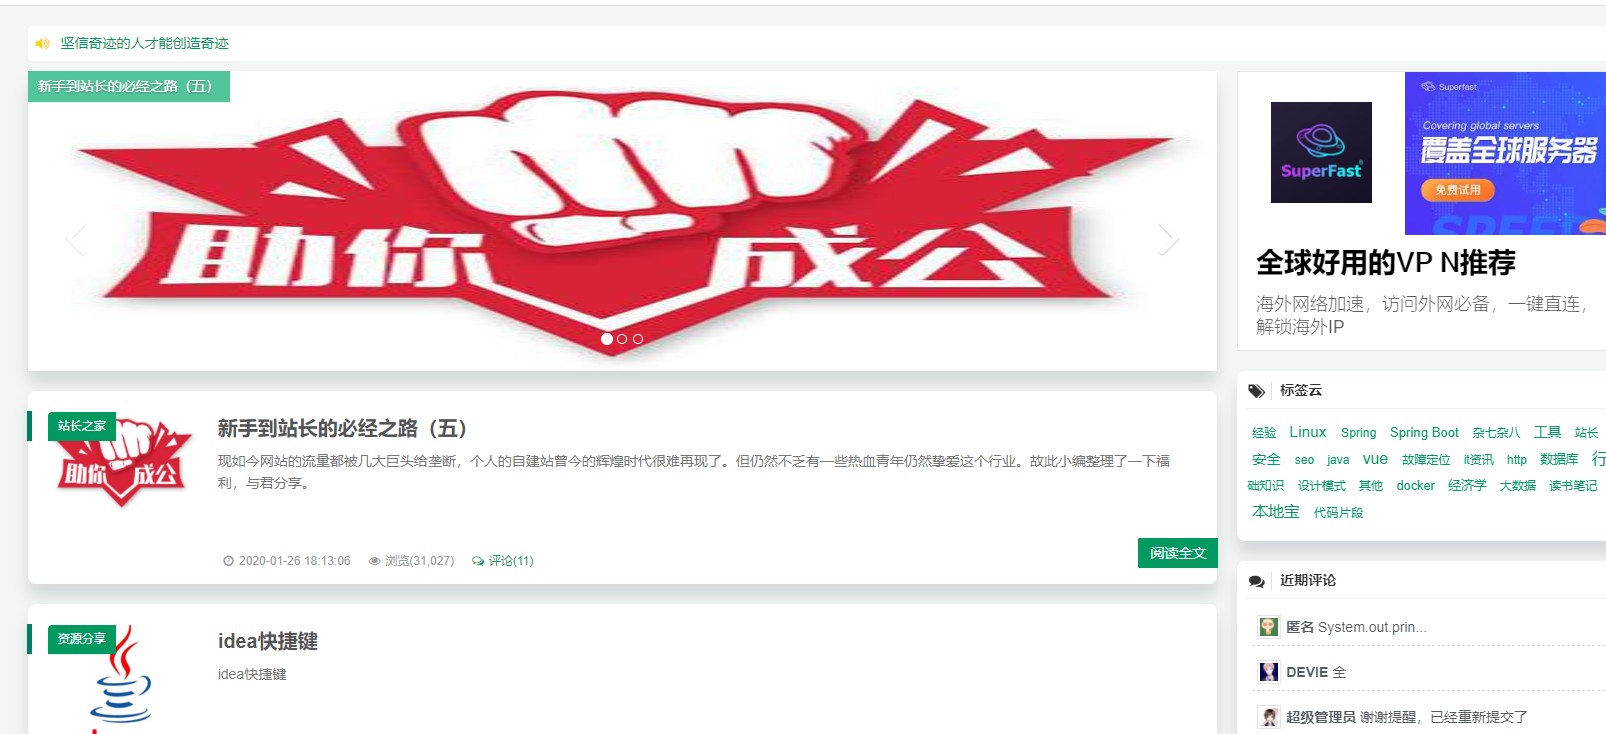 坚信奇迹的人才能创造奇迹
新手到站长的必经之路（五）
助你 成公
Superfast
Covering global servers
覆盖全球服务器
免费试用
SPEED
SuperFast
全球好用的VP N推荐
海外网络加速，访问外网必备，一键直连，
解锁海外IP
站长之家
助你 成公
新手到站长的必经之路（五）
现如今网站的流量都被几大巨头给垄断，个人的自建站曾今的辉煌时代很难再现了。但仍然不乏有一些热血青年仍然挚爱这个行业。故此小编整理了一下福
利，与君分享。
2020-01-26 18:13:06 浏览(31,027) 评论(11)
阅读全文
资源分享
idea快捷键
idea快捷键
标签云
经验 Linux Spring Spring Boot 杂七杂八 工具 站长
安全 seo java vue 故障定位 it资讯 http 数据库 行
础知识 设计模式 其他 docker 经济学 大数据 读书笔记
本地宝 代码片段
近期评论
匿名 System.out.prin...
DEVIE 全
超级管理员 谢谢提醒，已经重新提交了